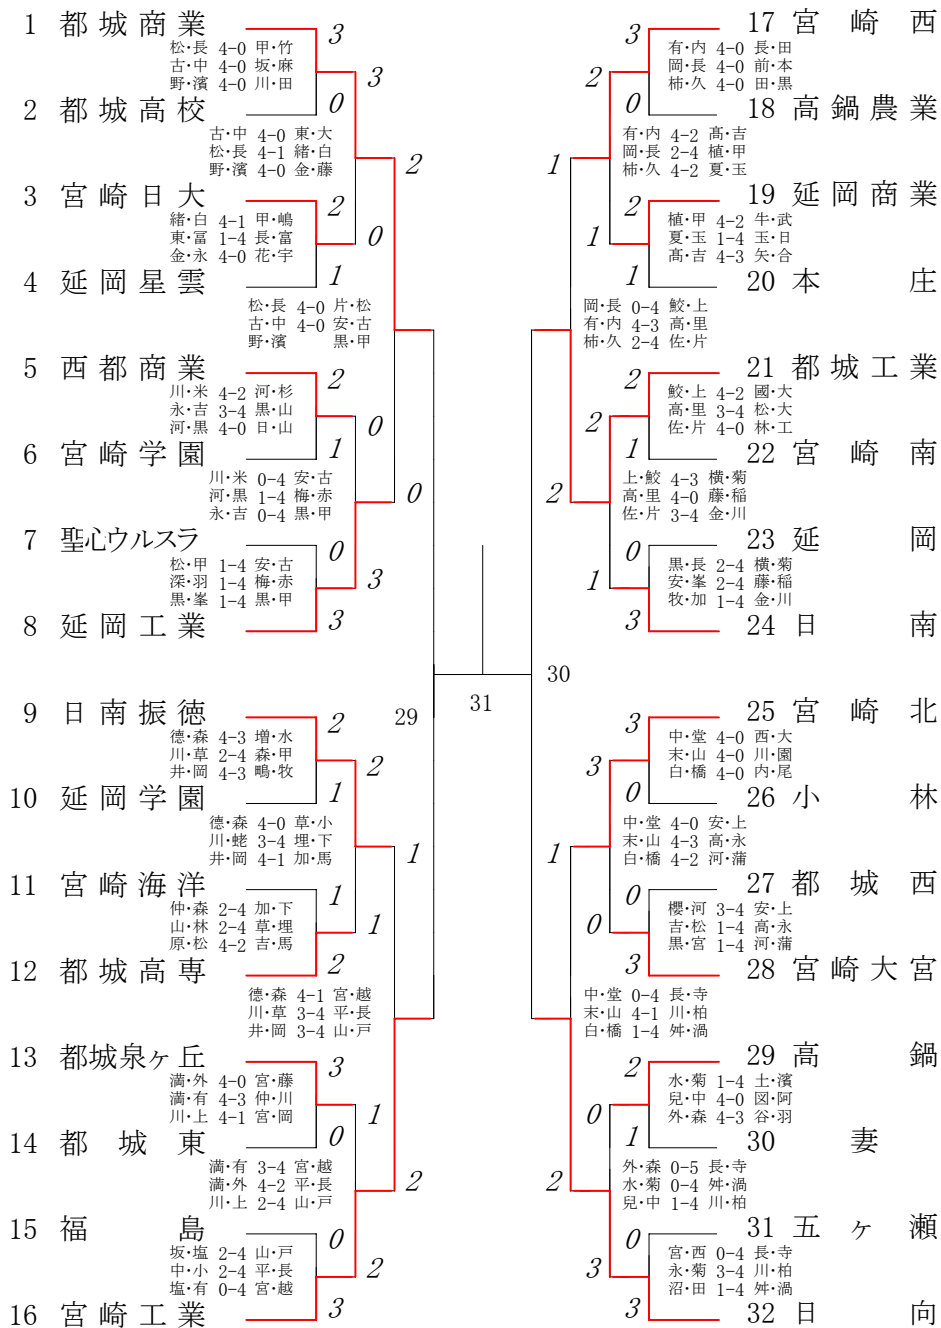 1 都城商業
3
松・長 4-0 甲・竹
古・中 4-0 坂・麻
野・濱 4-0 川・田
3
0
2 都城高校
古・中 4-0 東・大
松・長 4-1 緒・白
野・濱 4-0 金・藤
2
3 宮崎日大
2
緒・白 4-1 甲・嶋
東・冨 1-4 長・富
金・永 4-0 花・宇
0
1
4 延岡星雲
松・長 4-0 片・松
古・中 4-0 安・古
野・濱 黒・甲
5 西都商業
2
川・米 4-2 河・杉
永・吉 3-4 黒・山
河・黒 4-0 日・山
0
1
6 宮崎学園
川・米 0-4 安・古
河・黒 1-4 梅・赤
永・吉 0-4 黒・甲
0
7 聖心ウルスラ
0
松・甲 1-4 安・古
深・羽 1-4 梅・赤
黒・峯 1-4 黒・甲
3
3
8 延岡工業
29
31
30
9 日南振徳
2
德・森 4-3 増・水
川・草 2-4 森・甲
井・岡 4-3 鴫・牧
2
1
10 延岡学園
德・森 4-0 草・小
川・蛯 3-4 埋・下
井・岡 4-1 加・馬
1
11 宮崎海洋
1
仲・森 2-4 加・下
山・林 2-4 草・埋
原・松 4-2 吉・馬
1
2
12 都城高専
德・森 4-1 宮・越
川・草 3-4 平・長
井・岡 3-4 山・戸
13 都城泉ヶ丘
3
満・外 4-0 宮・藤
満・有 4-3 仲・川
川・上 4-1 宮・岡
1
0
14 都城東
満・有 3-4 宮・越
満・外 4-2 平・長
川・上 2-4 山・戸
2
15 福島
0
坂・塩 2-4 山・戸
中・小 2-4 平・長
塩・有 0-4 宮・越
2
3
16 宮崎工業
17 宮崎西
3
有・内 4-0 長・田
岡・長 4-0 前・本
柿・久 4-0 田・黒
2
0
18 高鍋農業
有・内 4-2 髙・吉
岡・長 2-4 植・甲
柿・久 4-2 夏・玉
1
19 延岡商業
2
植・甲 4-2 牛・武
夏・玉 1-4 玉・日
髙・吉 4-3 矢・合
1
1
20 本庄
岡・長 0-4 鮫・上
有・内 4-3 高・里
柿・久 2-4 佐・片
21 都城工業
2
鮫・上 4-2 國・大
高・里 3-4 松・大
佐・片 4-0 林・工
2
1
22 宮崎南
上・鮫 4-3 横・菊
高・里 4-0 藤・稲
佐・片 3-4 金・川
2
23 延岡
0
黒・長 2-4 横・菊
安・峯 2-4 藤・稲
牧・加 1-4 金・川
1
3
24 日南
25 宮崎北
3
中・堂 4-0 西・大
末・山 4-0 川・園
白・橋 4-0 内・尾
3
0
26 小林
中・堂 4-0 安・上
末・山 4-3 高・永
白・橋 4-2 河・蒲
1
27 都城西
0
櫻・河 3-4 安・上
吉・松 1-4 高・永
黒・宮 1-4 河・蒲
0
3
28 宮崎大宮
中・堂 0-4 長・寺
末・山 4-1 川・柏
白・橋 1-4 舛・渦
29 高鍋
2
水・菊 1-4 土・濱
兒・中 4-0 図・阿
外・森 4-3 谷・羽
0
1
30 妻
外・森 0-5 長・寺
水・菊 0-4 舛・渦
兒・中 1-4 川・柏
2
31 五ヶ瀬
0
宮・西 0-4 長・寺
永・菊 3-4 川・柏
沼・田 1-4 舛・渦
3
3
32 日向